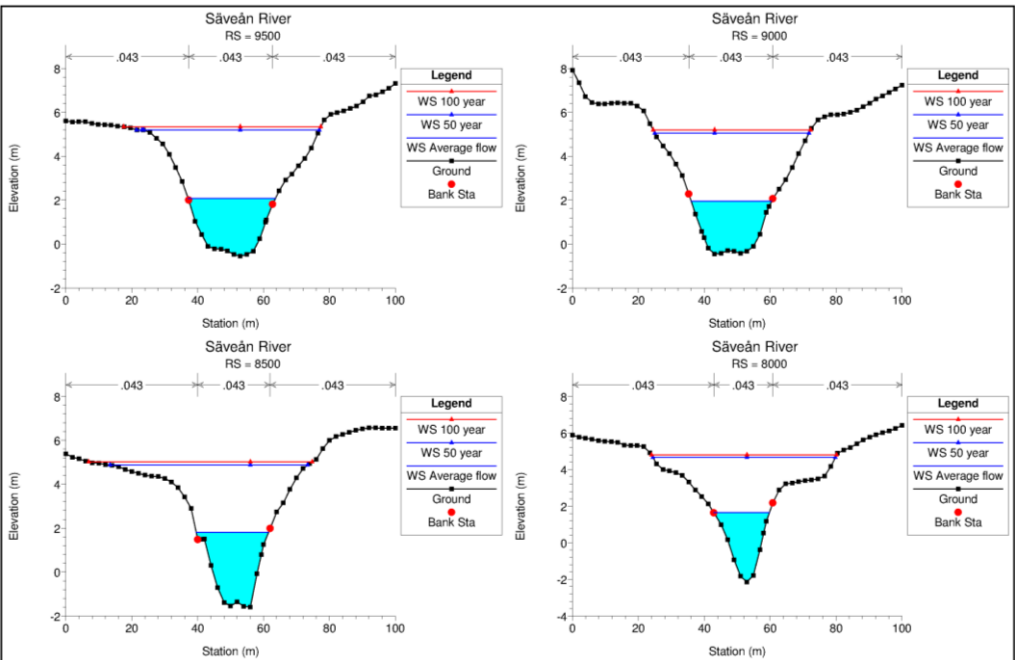 Säveån River
RS = 9500
.043 .043 .043
Legend
WS 100 year
WS 50 year
WS Average flow
Ground
Bank Sta
Elevation (m)
8
6
4
2
0
-2
0 20 40 60 80 100
Station (m)
Säveån River
RS = 9000
.043 .043 .043
Legend
WS 100 year
WS 50 year
WS Average flow
Ground
Bank Sta
Elevation (m)
8
6
4
2
0
-2
0 20 40 60 80 100
Station (m)
Säveån River
RS = 8500
.043 .043 .043
Legend
WS 100 year
WS 50 year
WS Average flow
Ground
Bank Sta
Elevation (m)
8
6
4
2
0
-2
0 20 40 60 80 100
Station (m)
Säveån River
RS = 8000
.043 .043 .043
Legend
WS 100 year
WS 50 year
WS Average flow
Ground
Bank Sta
Elevation (m)
8
6
4
2
0
-2
-4
0 20 40 60 80 100
Station (m)